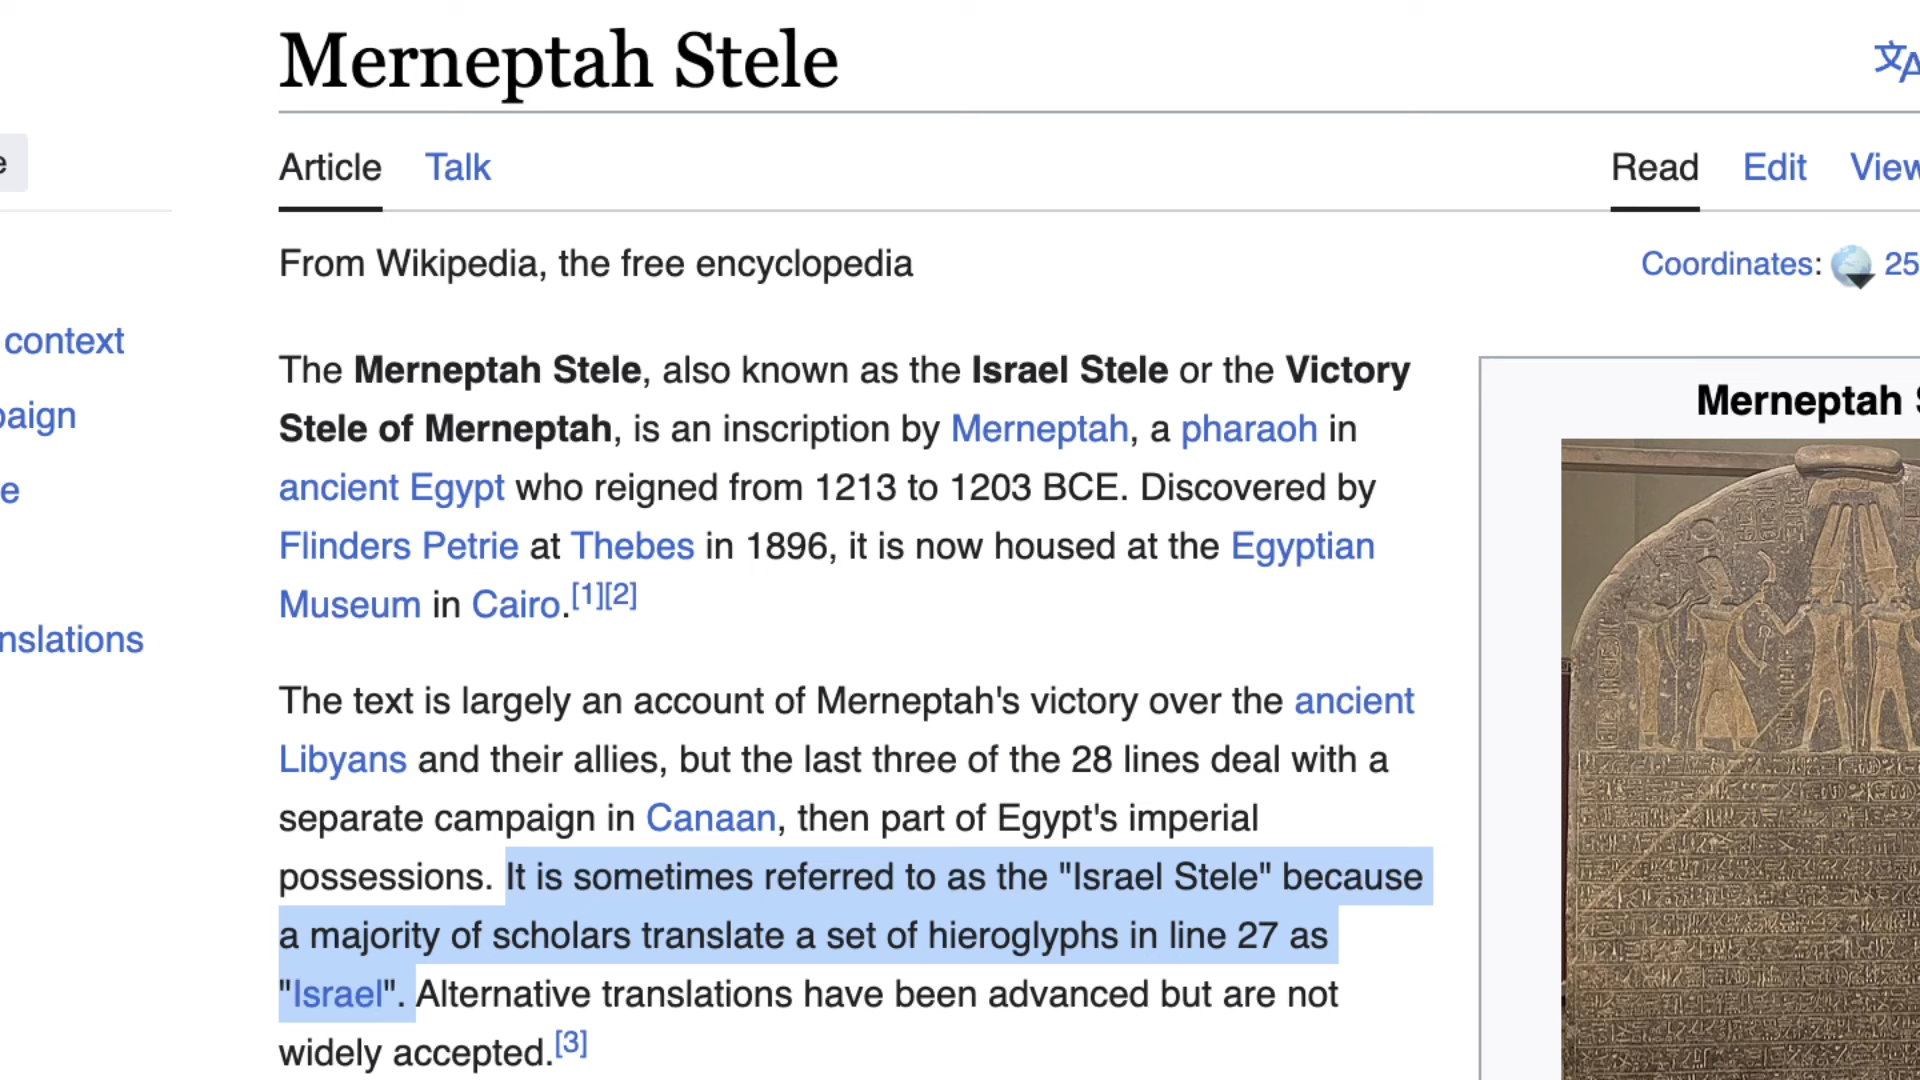 Merneptah Stele
Article Talk Read Edit View
From Wikipedia, the free encyclopedia Coordinates: 25
context
The Merneptah Stele, also known as the Israel Stele or the Victory
Stele of Merneptah, is an inscription by Merneptah, a pharaoh in
ancient Egypt who reigned from 1213 to 1203 BCE. Discovered by
Flinders Petrie at Thebes in 1896, it is now housed at the Egyptian
Museum in Cairo.[1][2]
The text is largely an account of Merneptah's victory over the ancient
Libyans and their allies, but the last three of the 28 lines deal with a
separate campaign in Canaan, then part of Egypt's imperial
possessions. It is sometimes referred to as the "Israel Stele" because
a majority of scholars translate a set of hieroglyphs in line 27 as
"Israel". Alternative translations have been advanced but are not
widely accepted.[3]
Merneptah